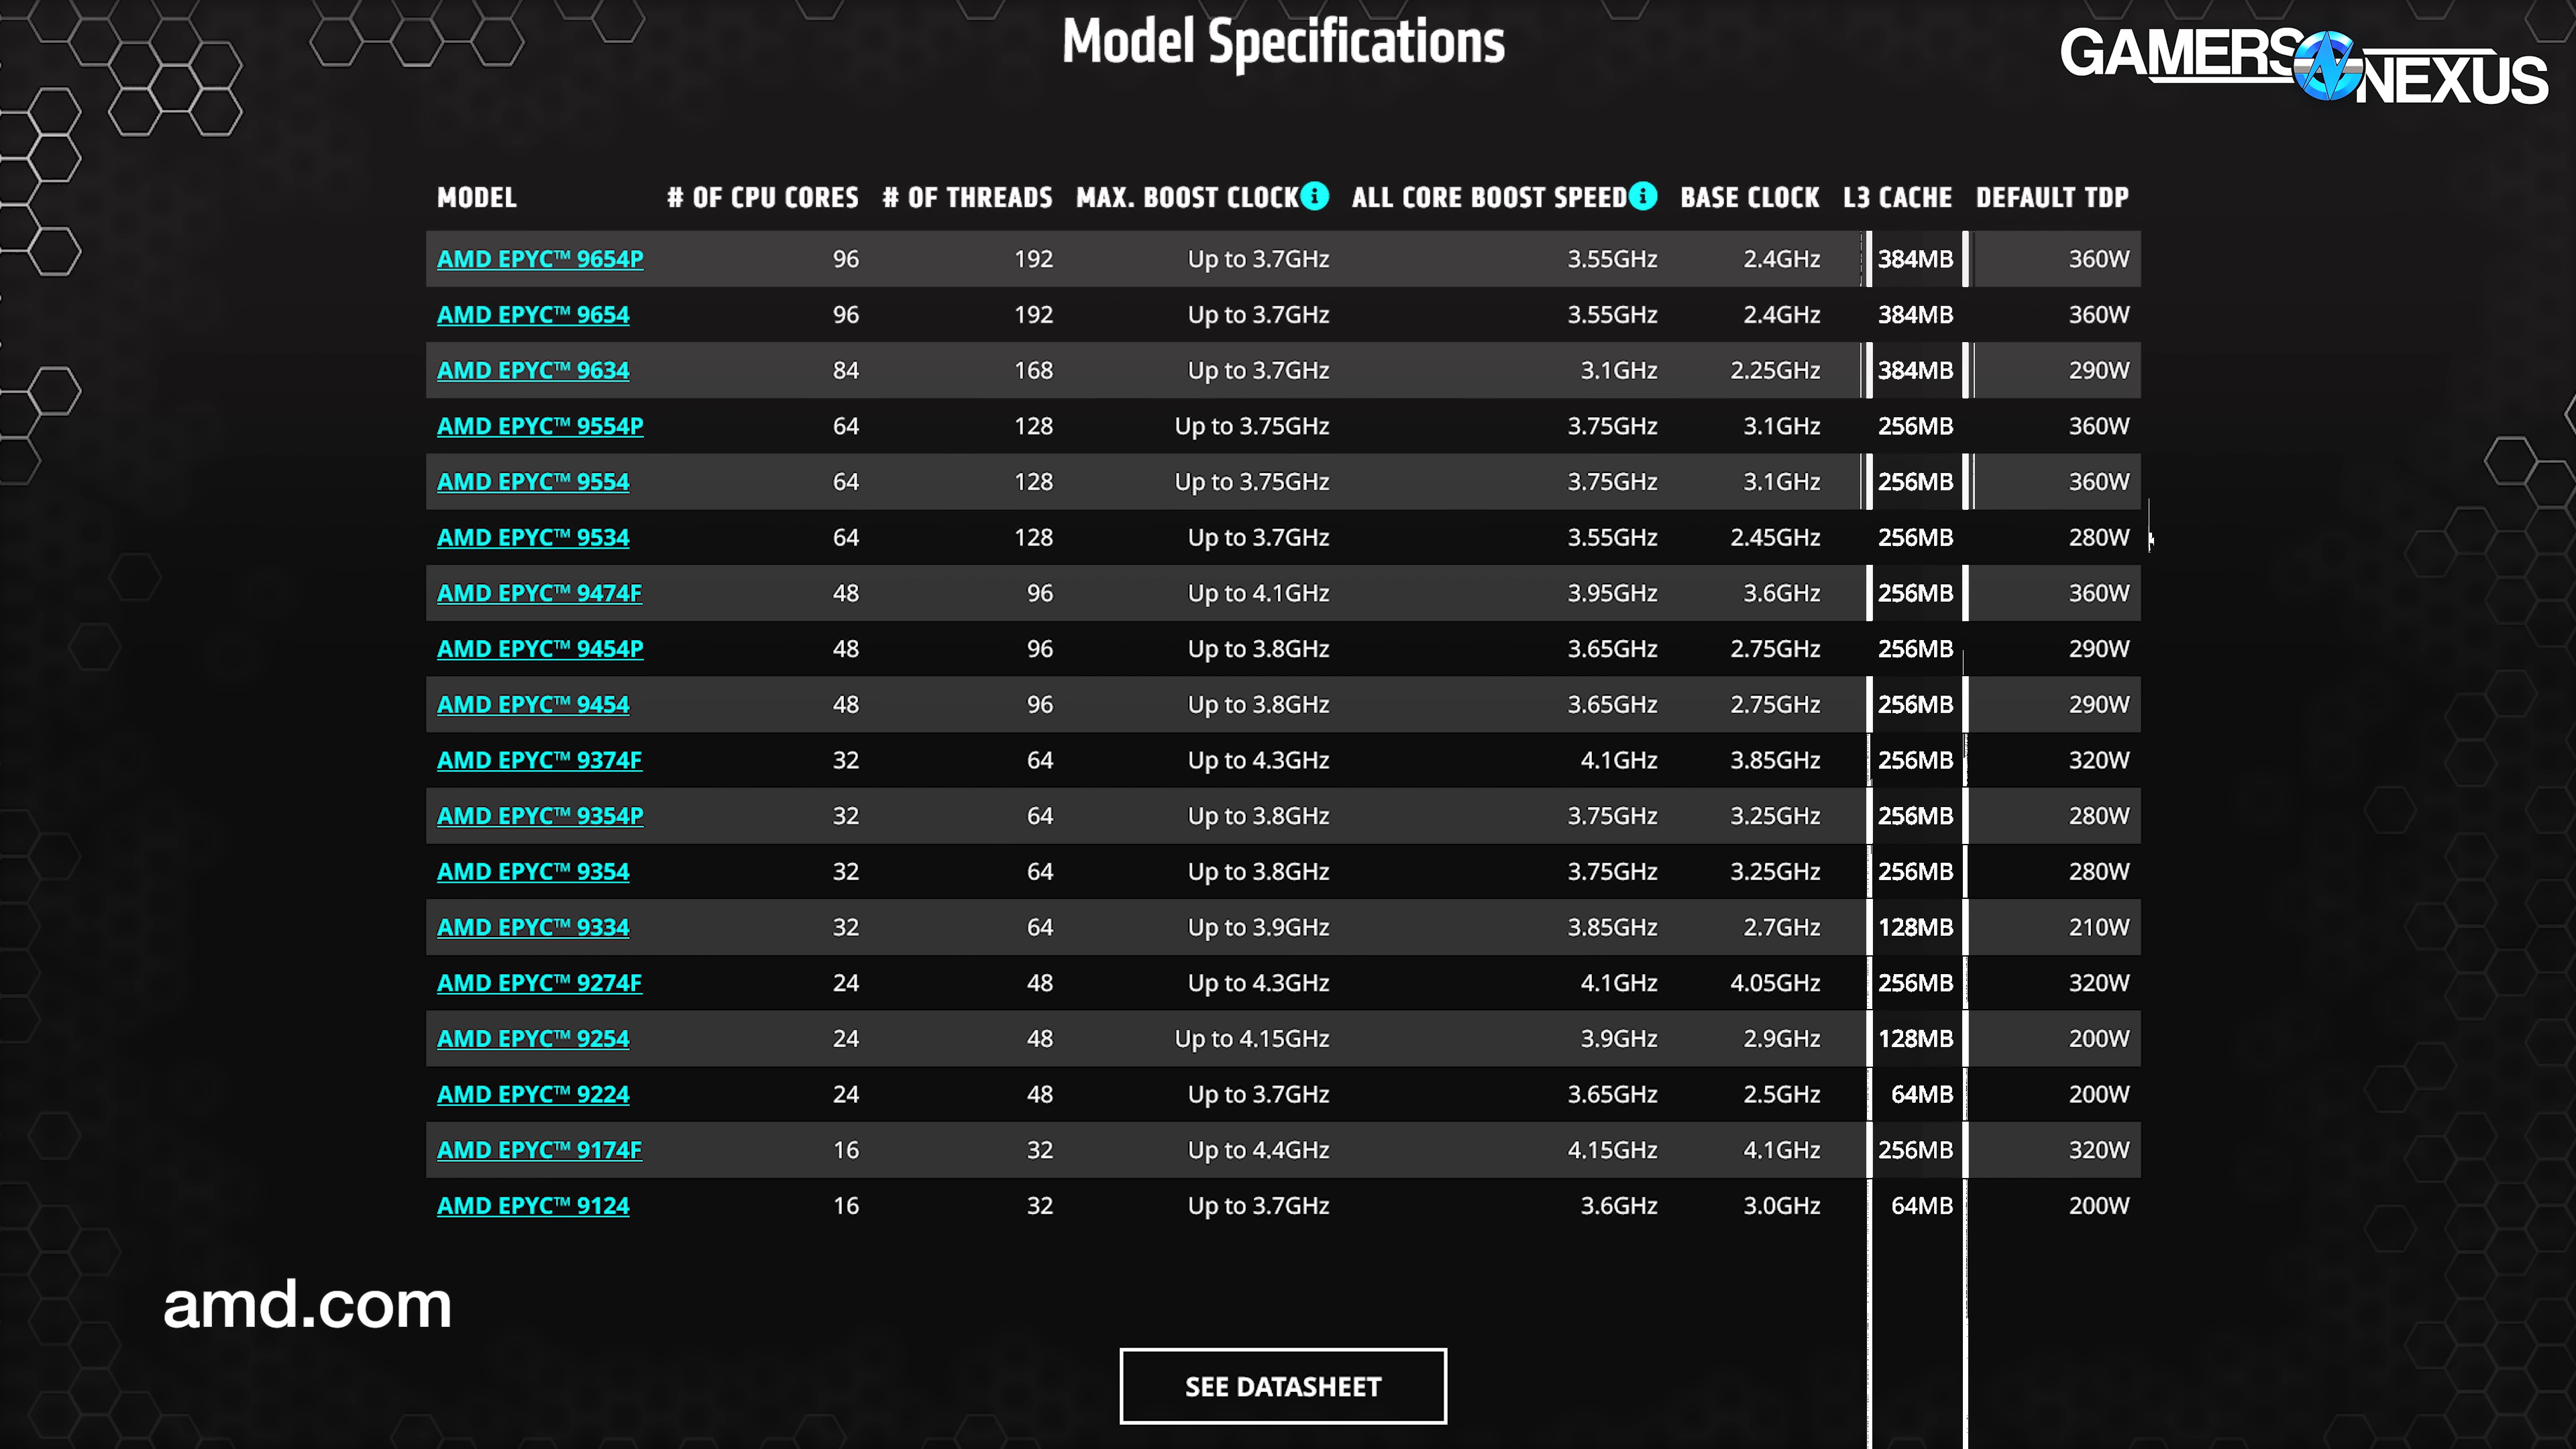 Model Specifications
GAMERS NEXUS
MODEL # OF CPU CORES # OF THREADS MAX. BOOST CLOCK ALL CORE BOOST SPEED BASE CLOCK L3 CACHE DEFAULT TDP
AMD EPYC™ 9654P 96 192 Up to 3.7GHz 3.55GHz 2.4GHz 384MB 360W
AMD EPYC™ 9654 96 192 Up to 3.7GHz 3.55GHz 2.4GHz 384MB 360W
AMD EPYC™ 9634 84 168 Up to 3.7GHz 3.1GHz 2.25GHz 384MB 290W
AMD EPYC™ 9554P 64 128 Up to 3.75GHz 3.75GHz 3.1GHz 256MB 360W
AMD EPYC™ 9554 64 128 Up to 3.75GHz 3.75GHz 3.1GHz 256MB 360W
AMD EPYC™ 9534 64 128 Up to 3.7GHz 3.55GHz 2.45GHz 256MB 280W
AMD EPYC™ 9474F 48 96 Up to 4.1GHz 3.95GHz 3.6GHz 256MB 360W
AMD EPYC™ 9454P 48 96 Up to 3.8GHz 3.65GHz 2.75GHz 256MB 290W
AMD EPYC™ 9454 48 96 Up to 3.8GHz 3.65GHz 2.75GHz 256MB 290W
AMD EPYC™ 9374F 32 64 Up to 4.3GHz 4.1GHz 3.85GHz 256MB 320W
AMD EPYC™ 9354P 32 64 Up to 3.8GHz 3.75GHz 3.25GHz 256MB 280W
AMD EPYC™ 9354 32 64 Up to 3.8GHz 3.75GHz 3.25GHz 256MB 280W
AMD EPYC™ 9334 32 64 Up to 3.9GHz 3.85GHz 2.7GHz 128MB 210W
AMD EPYC™ 9274F 24 48 Up to 4.3GHz 4.1GHz 4.05GHz 256MB 320W
AMD EPYC™ 9254 24 48 Up to 4.15GHz 3.9GHz 2.9GHz 128MB 200W
AMD EPYC™ 9224 24 48 Up to 3.7GHz 3.65GHz 2.5GHz 64MB 200W
AMD EPYC™ 9174F 16 32 Up to 4.4GHz 4.15GHz 4.1GHz 256MB 320W
AMD EPYC™ 9124 16 32 Up to 3.7GHz 3.6GHz 3.0GHz 64MB 200W
amd.com
SEE DATASHEET